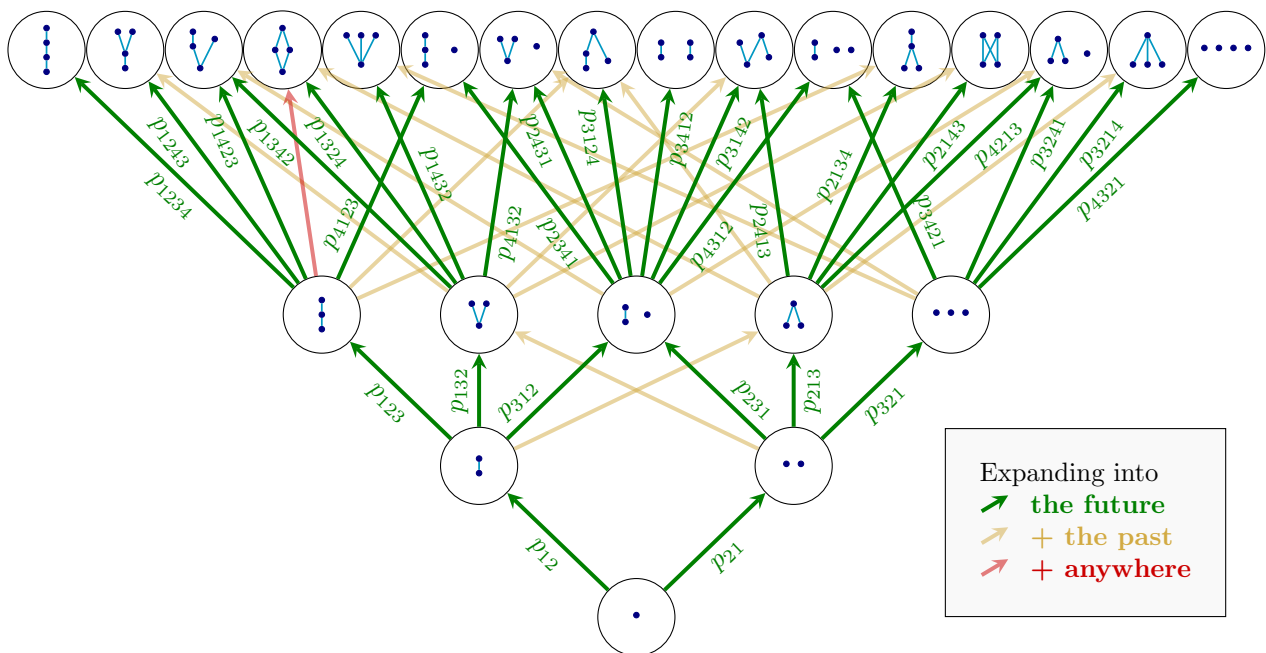 p1243
p1423
p1342
p1324
p2431
p3124
p3412
p3142
p2143
p4213
p3241
p3214
p1234
p4123
p1432
p4132
p2341
p4312
p2413
p2134
p3421
p4321
p123
p132
p312
p231
p213
p321
Expanding into
the future
+ the past
+ anywhere
p12
p21